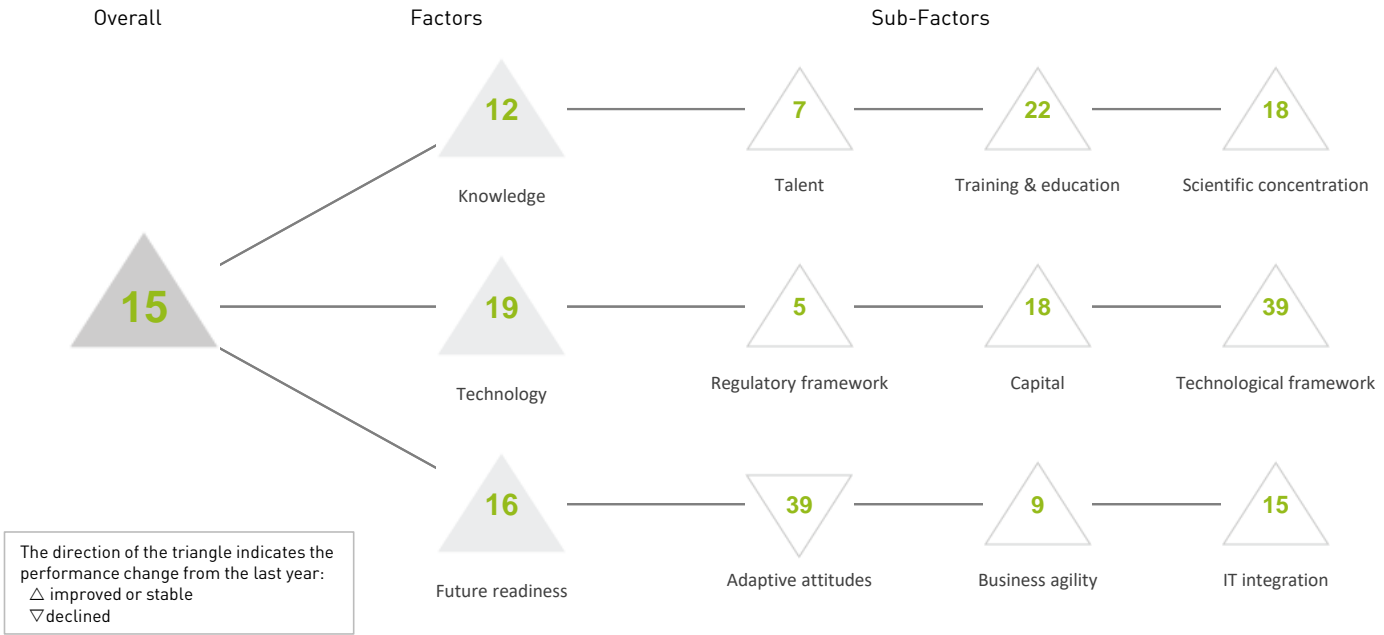 Overall Factors Sub-Factors
12 7 22 18
Knowledge Talent Training & education Scientific concentration
15 19 5 18 39
Technology Regulatory framework Capital Technological framework
16 39 9 15
Future readiness Adaptive attitudes Business agility IT integration
The direction of the triangle indicates the
performance change from the last year:
△ improved or stable
▽ declined